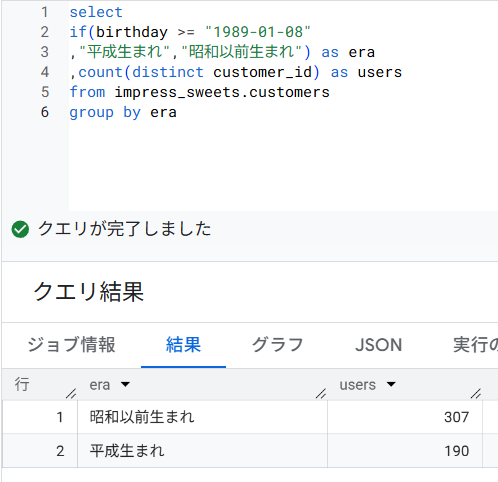 1 select
2 if(birthday >= "1989-01-08"
3 ,"平成生まれ","昭和以前生まれ") as era
4 ,count(distinct customer_id) as users
5 from impress_sweets.customers
6 group by era
クエリが完了しました
クエリ結果
ジョブ情報 結果 グラフ JSON 実行の
行 era users
1 昭和以前生まれ 307
2 平成生まれ 190